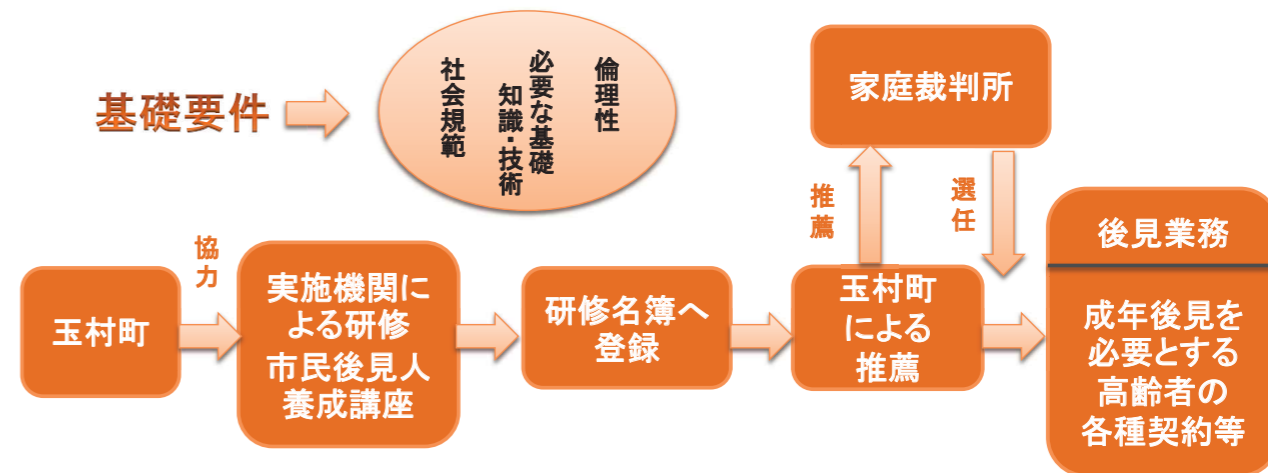 基礎要件
倫理性
必要な基礎
知識・技術
社会規範
家庭裁判所
推薦
選任
玉村町
協力
実施機関に
よる研修
市民後見人
養成講座
研修名簿へ
登録
玉村町
による
推薦
後見業務
成年後見を
必要とする
高齢者の
各種契約等